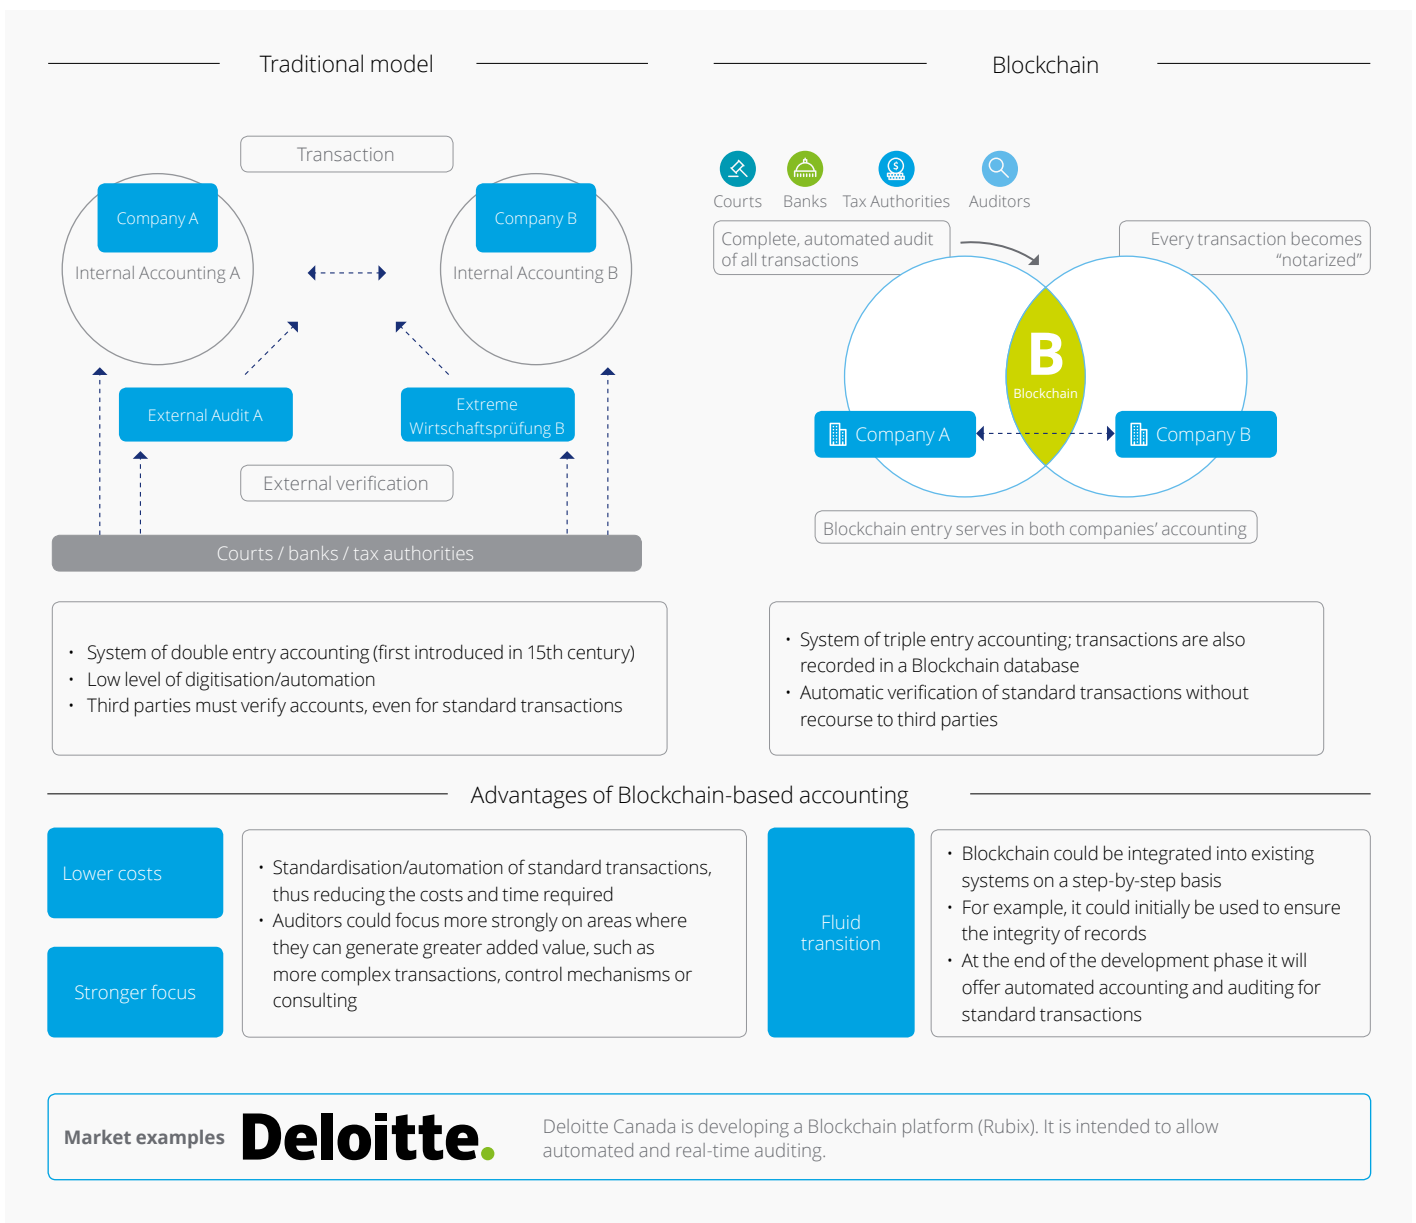 Traditional model
Transaction
Company A
Internal Accounting A
Company B
Internal Accounting B
External Audit A
Extreme
Wirtschaftsprüfung B
External verification
Courts / banks / tax authorities
• System of double entry accounting (first introduced in 15th century)
• Low level of digitisation/automation
• Third parties must verify accounts, even for standard transactions
Blockchain
Courts
Banks
Tax Authorities
Auditors
Complete, automated audit
of all transactions
Every transaction becomes
“notarized”
B
Blockchain
Company A
Company B
Blockchain entry serves in both companies’ accounting
• System of triple entry accounting; transactions are also
recorded in a Blockchain database
• Automatic verification of standard transactions without
recourse to third parties
Advantages of Blockchain-based accounting
Lower costs
Stronger focus
• Standardisation/automation of standard transactions,
thus reducing the costs and time required
• Auditors could focus more strongly on areas where
they can generate greater added value, such as
more complex transactions, control mechanisms or
consulting
Fluid
transition
• Blockchain could be integrated into existing
systems on a step-by-step basis
• For example, it could initially be used to ensure
the integrity of records
• At the end of the development phase it will
offer automated accounting and auditing for
standard transactions
Market examples
Deloitte.
Deloitte Canada is developing a Blockchain platform (Rubix). It is intended to allow
automated and real-time auditing.